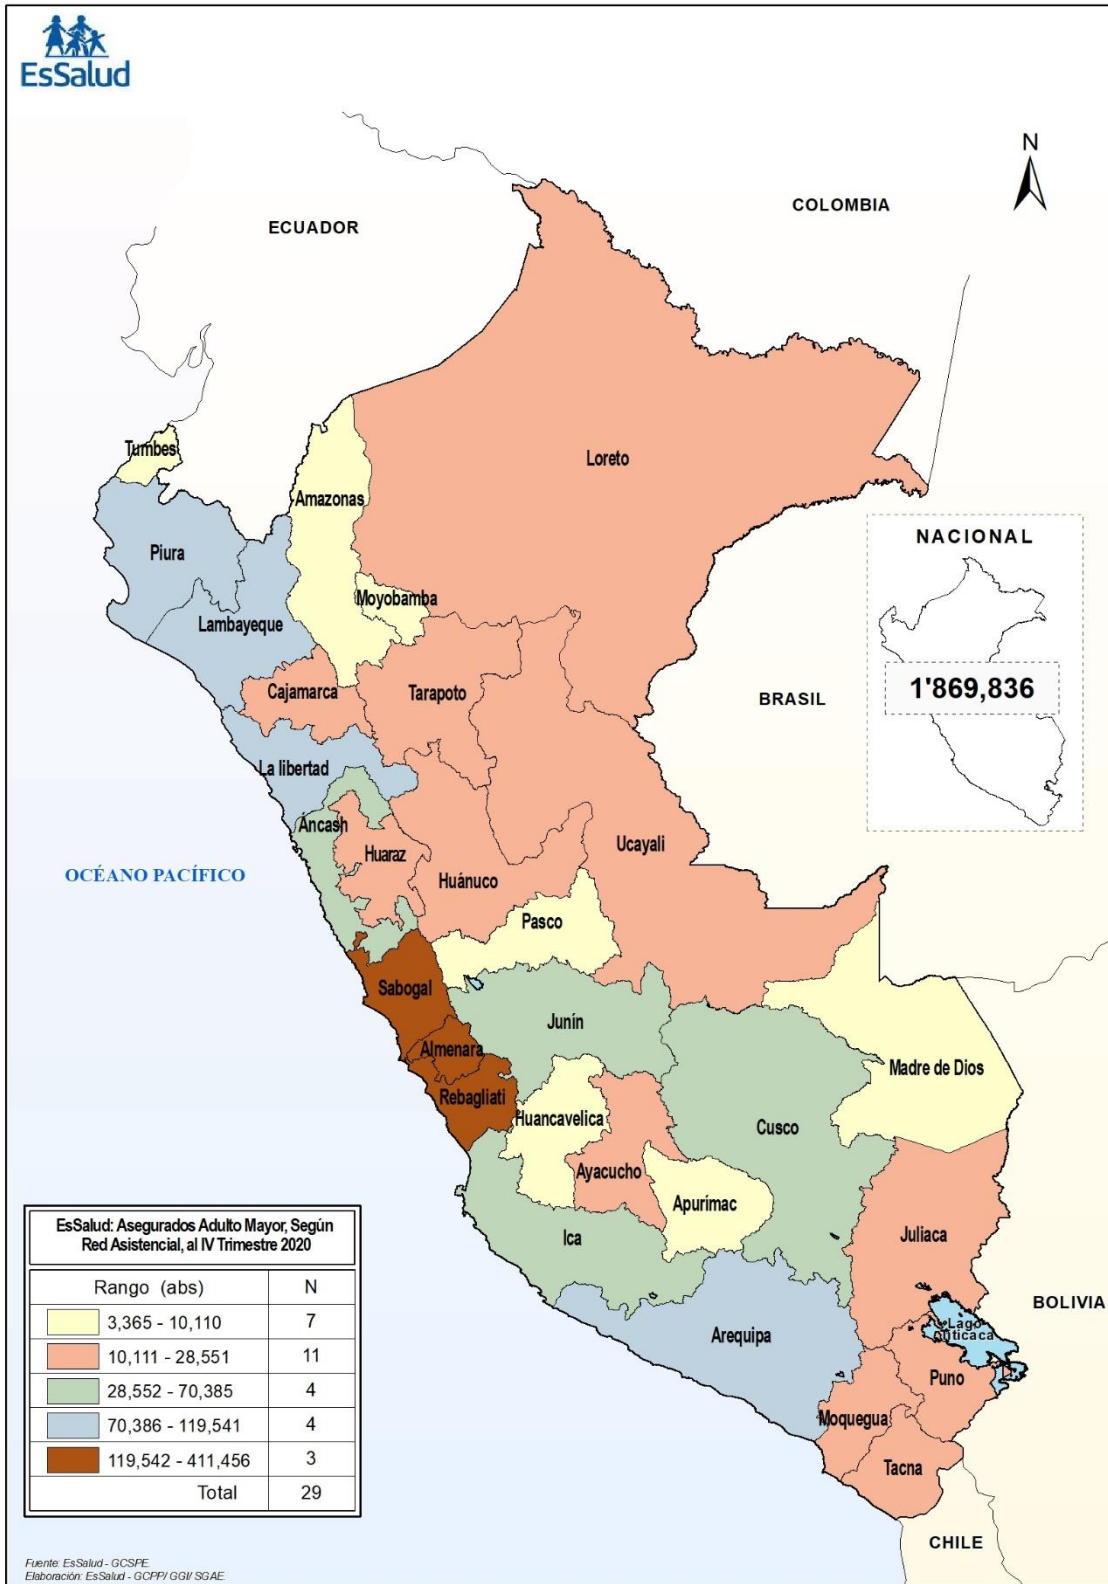 EsSalud
N
COLOMBIA
ECUADOR
Tumbes
Loreto
Amazonas
NACIONAL
Piura
Moyobamba
Lambayeque
1'869,836
Cajamarca
Tarapoto
BRASIL
La libertad
Áncash
Huaraz
Ucayali
OCÉANO PACÍFICO
Huánuco
Pasco
Sabogal
Junín
Almenara
Madre de Dios
Rebagliati
Huancavelica
Cusco
Ayacucho
Apurímac
Ica
Juliaca
BOLIVIA
Lago
Titicaca
Arequipa
Puno
Moquegua
Tacna
CHILE
EsSalud: Asegurados Adulto Mayor, Según
Red Asistencial, al IV Trimestre 2020
Rango (abs) N
3,365 - 10,110 7
10,111 - 28,551 11
28,552 - 70,385 4
70,386 - 119,541 4
119,542 - 411,456 3
Total 29
Fuente: EsSalud - GCSPE.
Elaboración: EsSalud - GCPP/ GGI/ SGAE.